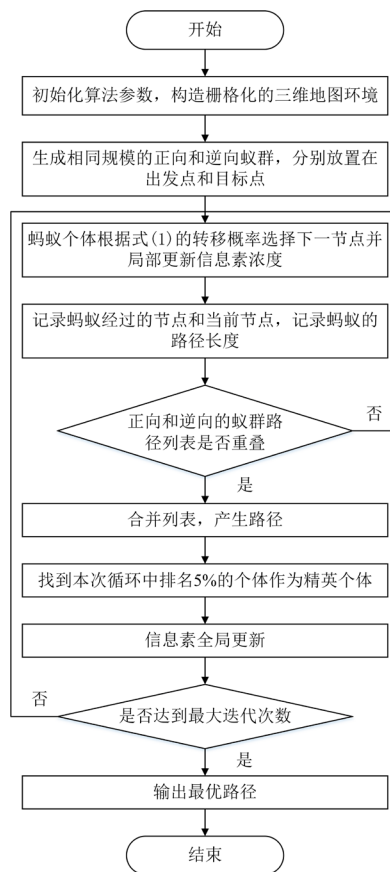 开始
初始化算法参数，构造栅格化的三维地图环境
生成相同规模的正向和逆向蚁群，分别放置在
出发点和目标点
蚂蚁个体根据式(1)的转移概率选择下一节点并
局部更新信息素浓度
记录蚂蚁经过的节点和当前节点，记录蚂蚁的
路径长度
正向和逆向的蚁群路
径列表是否重叠
否
是
合并列表，产生路径
找到本次循环中排名5%的个体作为精英个体
信息素全局更新
否
是否达到最大迭代次数
是
输出最优路径
结束